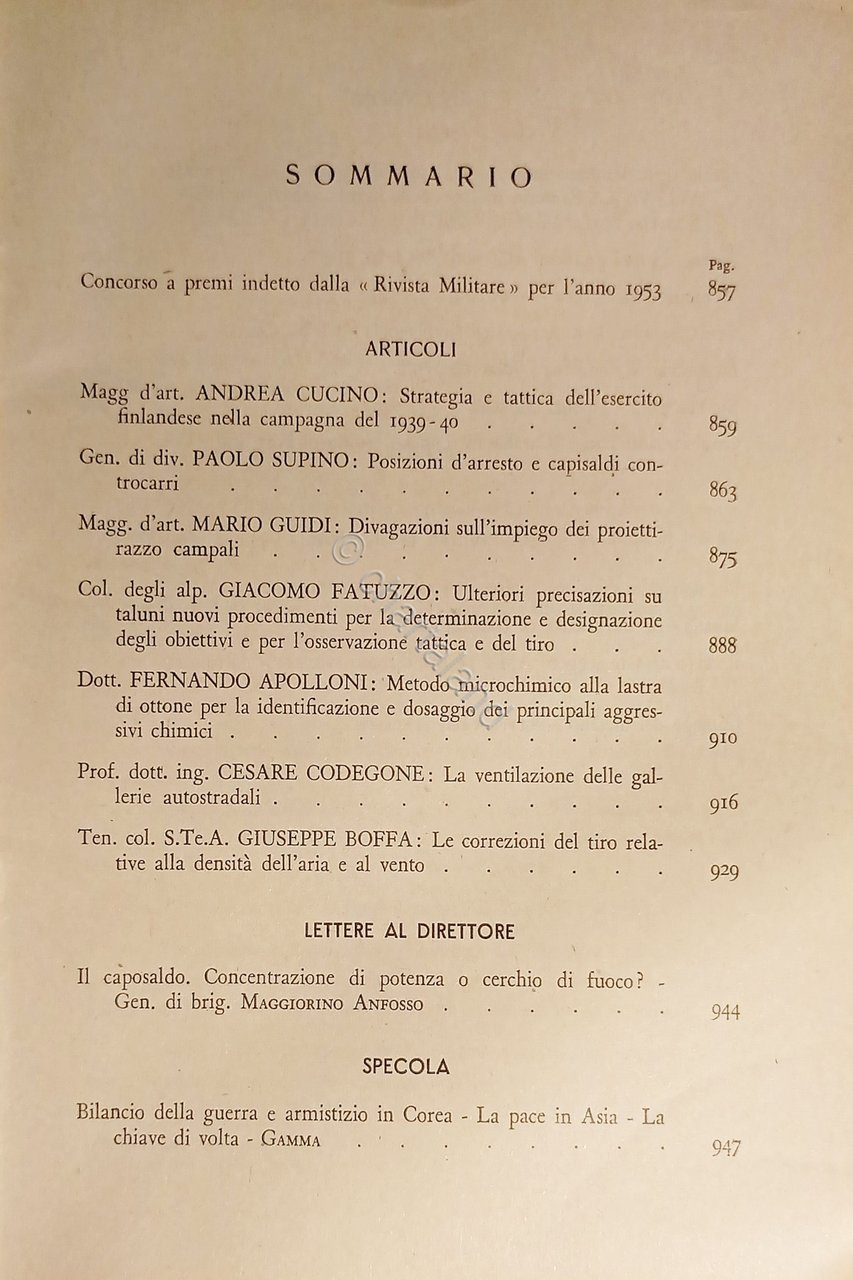 SOMMARIO
Pag.
Concorso a premi indetto dalla « Rivista Militare » per l'anno 1953 857
ARTICOLI
Magg d'art. ANDREA CUCINO: Strategia e tattica dell'esercito
finlandese nella campagna del 1939-40 . . . . . 859
Gen. di div. PAOLO SUPINO: Posizioni d'arresto e capisaldi con-
trocarri . . . . . . . . . . . 863
Magg. d'art. MARIO GUIDI: Divagazioni sull'impiego dei proietti-
razzo campali . . . . . . . . . . 875
Col. degli alp. GIACOMO FATUZZO: Ulteriori precisazioni su
taluni nuovi procedimenti per la determinazione e designazione
degli obiettivi e per l'osservazione tattica e del tiro . . . 888
Dott. FERNANDO APOLLONI: Metodo microchimico alla lastra
di ottone per la identificazione e dosaggio dei principali aggres-
sivi chimici . . . . . . . . . . . 910
Prof. dott. ing. CESARE CODEGONE: La ventilazione delle gal-
lerie autostradali . . . . . . . . . . 916
Ten. col. S.Te.A. GIUSEPPE BOFFA: Le correzioni del tiro rela-
tive alla densità dell'aria e al vento . . . . . . 929
LETTERE AL DIRETTORE
Il caposaldo. Concentrazione di potenza o cerchio di fuoco? -
Gen. di brig. MAGGIORINO ANFOSSO . . . . . . 944
SPECOLA
Bilancio della guerra e armistizio in Corea - La pace in Asia - La
chiave di volta - GAMMA . . . . . . . . 947